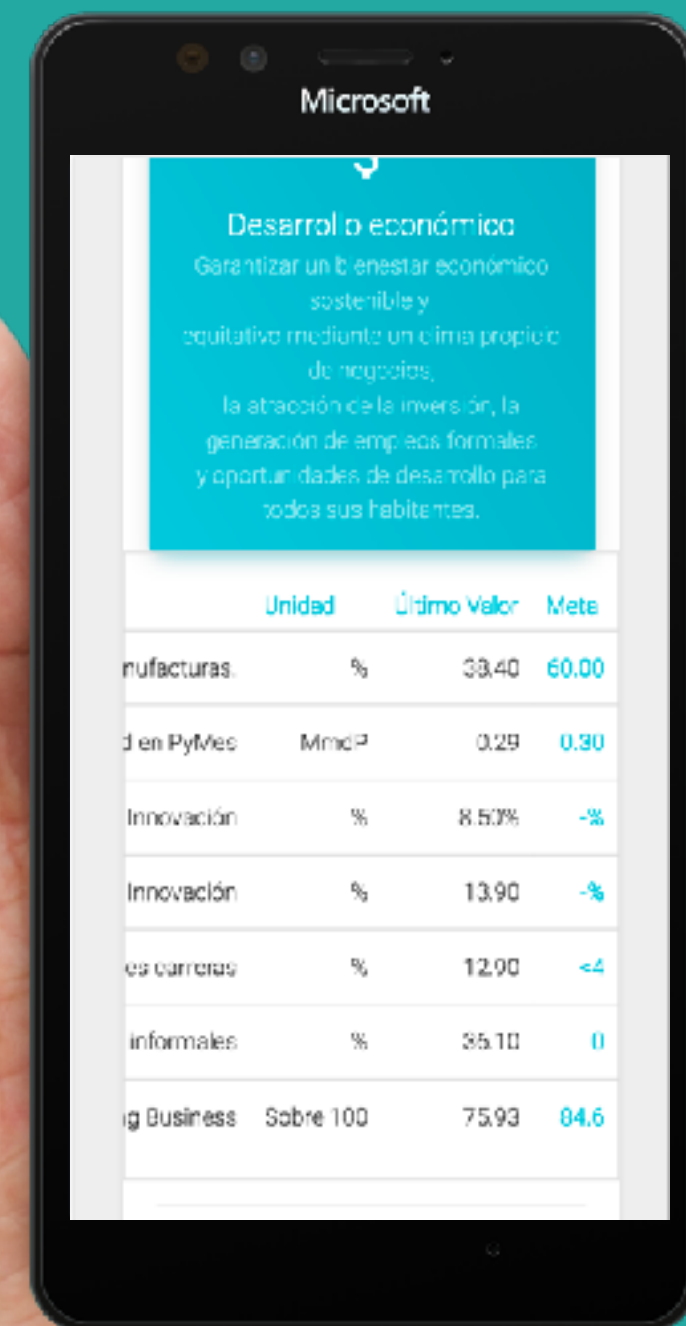 Microsoft
$
Desarrollo económico
Garantizar un bienestar económico
sostenible y
equitativo mediante un clima propicio
de negocios,
la atracción de la inversión, la
generación de empleos formales
y oportunidades de desarrollo para
todos sus habitantes.
Unidad Último Valor Meta
nufacturas. % 38.40 60.00
d en PyMes MmdP 0.29 0.30
Innovación % 8.50% -%
Innovación % 13.90 -%
es carreras % 12.90 <4
informales % 35.10 0
ng Business Sobre 100 75.93 84.6